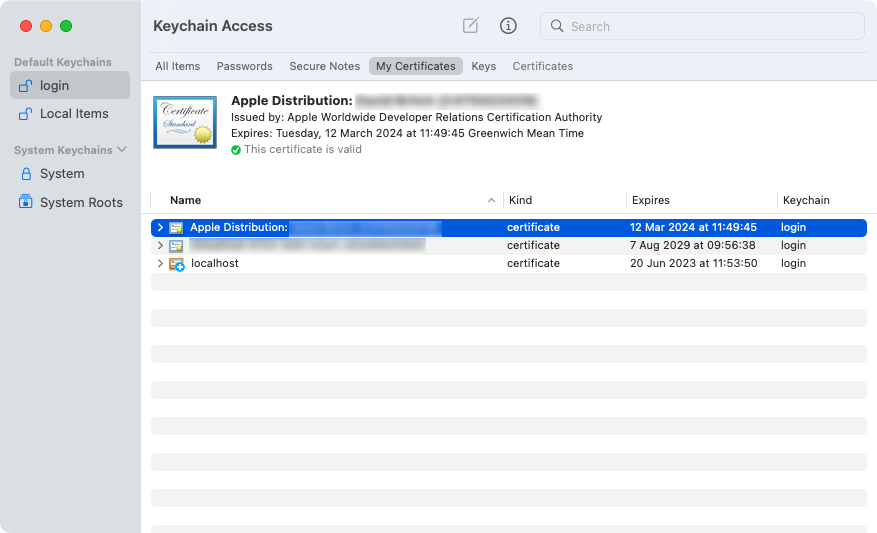 Keychain Access
Search
Default Keychains
login
Local Items
System Keychains
System
System Roots
All Items
Passwords
Secure Notes
My Certificates
Keys
Certificates
Certificate
Standard
Apple Distribution:
Issued by: Apple Worldwide Developer Relations Certification Authority
Expires: Tuesday, 12 March 2024 at 11:49:45 Greenwich Mean Time
This certificate is valid
Name Kind Expires Keychain
Apple Distribution: certificate 12 Mar 2024 at 11:49:45 login
certificate 7 Aug 2029 at 09:56:38 login
localhost certificate 20 Jun 2023 at 11:53:50 login